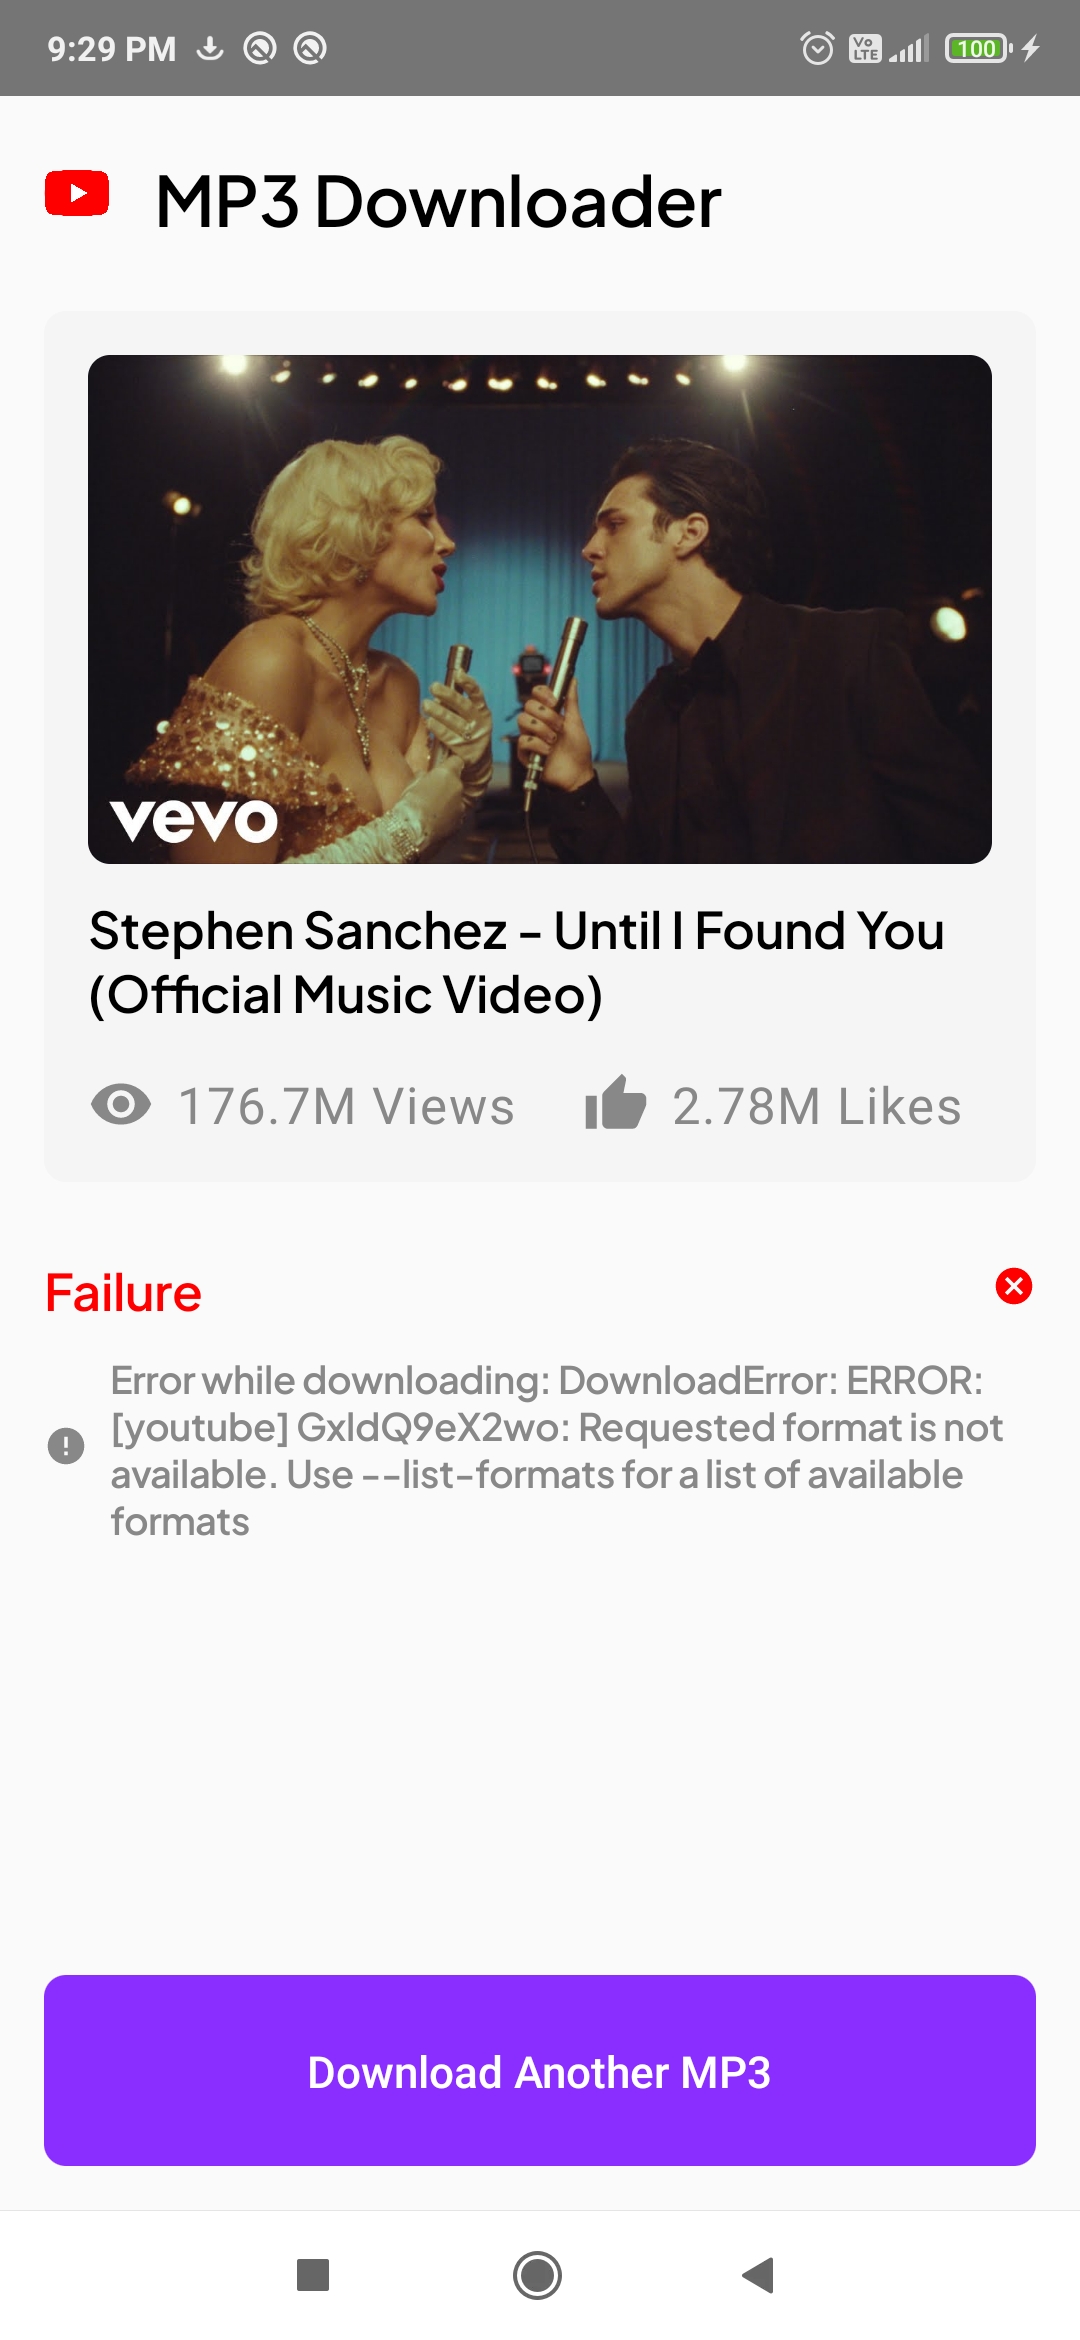 9:29 PM
Vo
LTE
100
MP3 Downloader
vevo
Stephen Sanchez - Until I Found You
(Official Music Video)
176.7M Views
2.78M Likes
Failure
Error while downloading: DownloadError: ERROR:
[youtube] GxldQ9eX2wo: Requested format is not
available. Use --list-formats for a list of available
formats
Download Another MP3